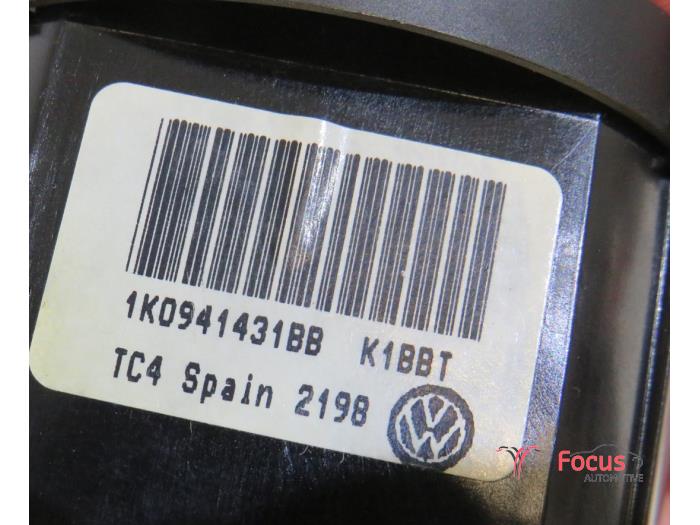 1K0941431BB K1BBT
TC4 Spain 2198
Focus
AUTOMOTIVE